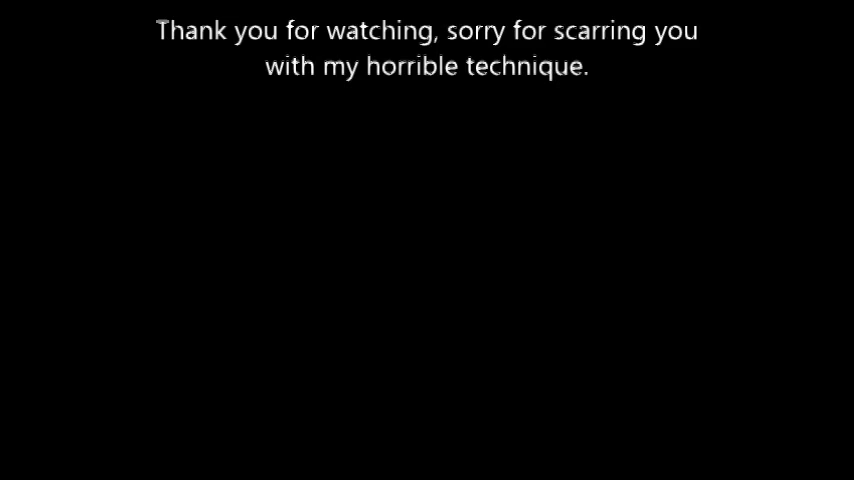 Thank you for watching, sorry for scarring you
with my horrible technique.